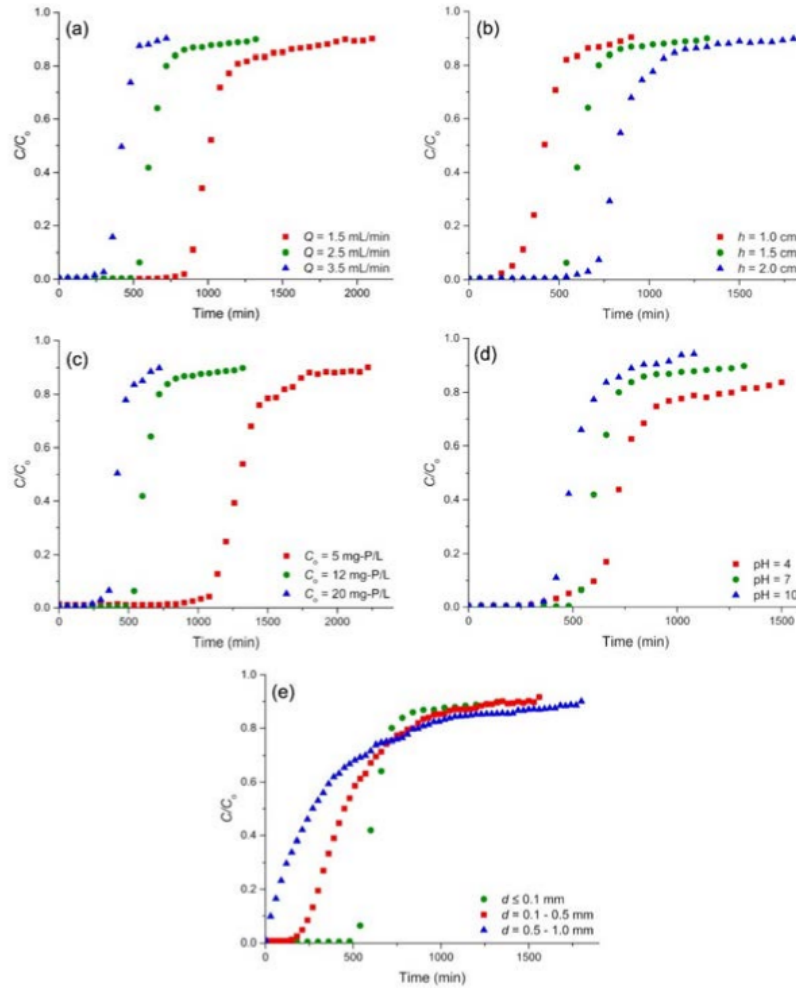 (a)
C/Co
1.0
0.8
0.6
0.4
0.2
0.0
Q = 1.5 mL/min
Q = 2.5 mL/min
Q = 3.5 mL/min
0 500 1000 1500 2000
Time (min)
(b)
C/Co
1.0
0.8
0.6
0.4
0.2
0.0
h = 1.0 cm
h = 1.5 cm
h = 2.0 cm
0 500 1000 1500
Time (min)
(c)
C/Co
1.0
0.8
0.6
0.4
0.2
0.0
Co = 5 mg-P/L
Co = 12 mg-P/L
Co = 20 mg-P/L
0 500 1000 1500 2000
Time (min)
(d)
C/Co
1.0
0.8
0.6
0.4
0.2
0.0
pH = 4
pH = 7
pH = 10
0 500 1000 1500
Time (min)
(e)
C/Co
1.0
0.8
0.6
0.4
0.2
0.0
d ≤ 0.1 mm
d = 0.1 - 0.5 mm
d = 0.5 - 1.0 mm
0 500 1000 1500
Time (min)